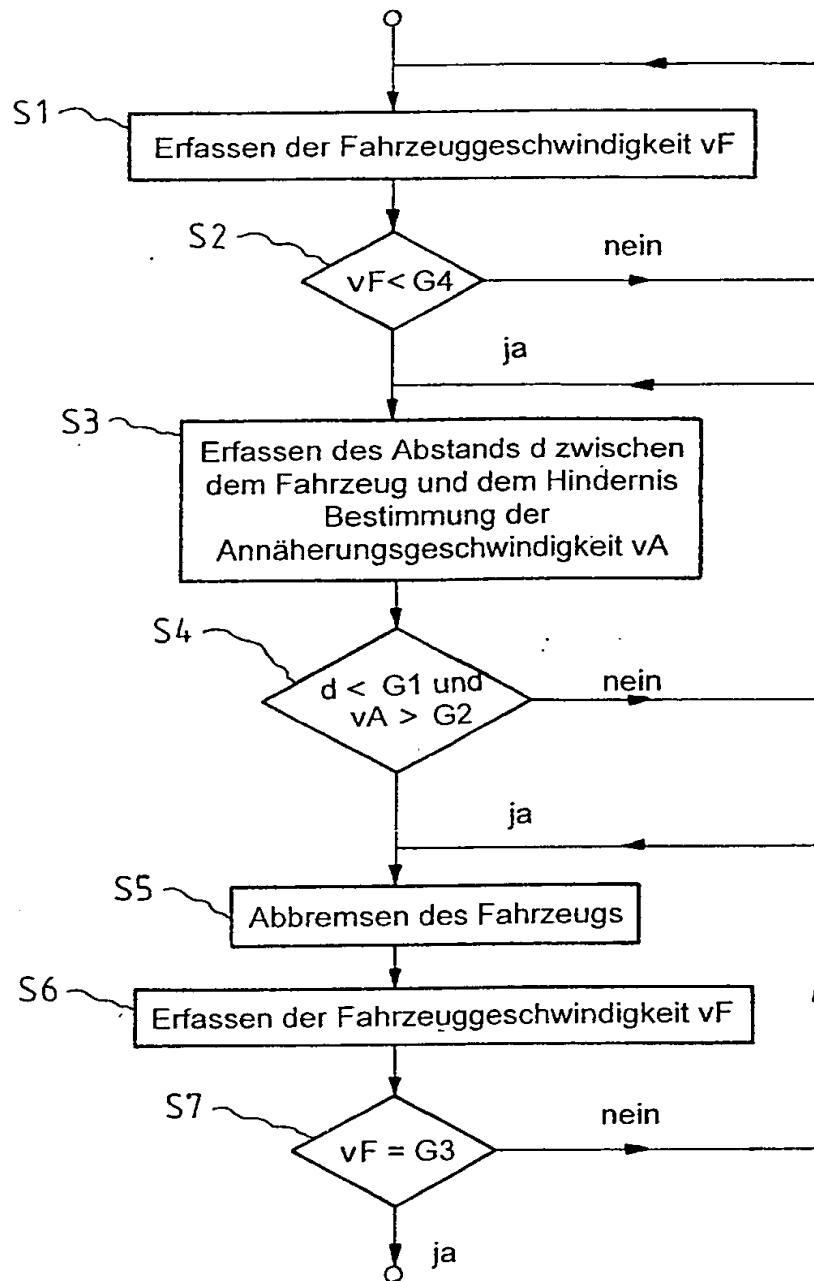 S1
Erfassen der Fahrzeuggeschwindigkeit vF
S2
vF< G4
nein
ja
S3
Erfassen des Abstands d zwischen
dem Fahrzeug und dem Hindernis
Bestimmung der
Annäherungsgeschwindigkeit vA
S4
d < G1 und
vA > G2
nein
ja
S5
Abbremsen des Fahrzeugs
S6
Erfassen der Fahrzeuggeschwindigkeit vF
S7
vF = G3
nein
ja